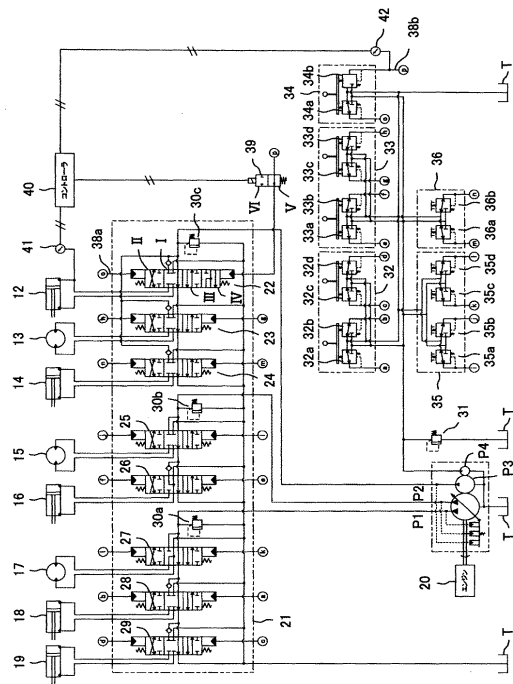 42
38b
T
34
34b
34a
33
33d
33c
33b
33a
32
32d
32c
32b
32a
36
36b
36a
35
35d
35c
35b
35a
39
VI
V
p
40
コントローラ
41
38a
30c
II
I
III
IV
22
23
24
12
13
14
15
16
17
18
19
25
26
27
28
29
30b
30a
21
31
P1
P2
P3
P4
20
エンジン
T
T
T